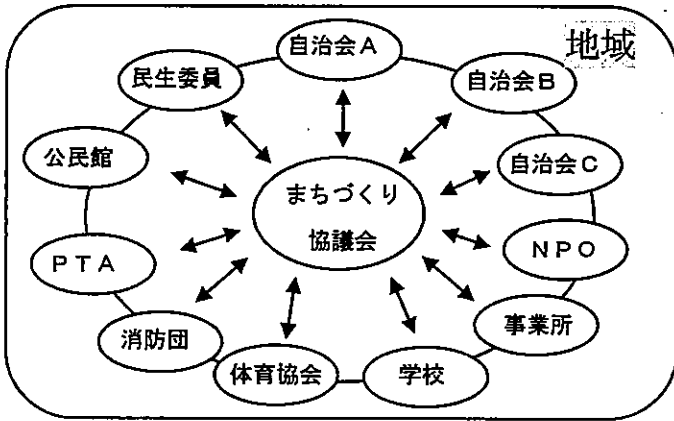 地域
自治会A
自治会B
自治会C
NPO
事業所
学校
体育協会
消防団
PTA
公民館
民生委員
まちづくり
協議会